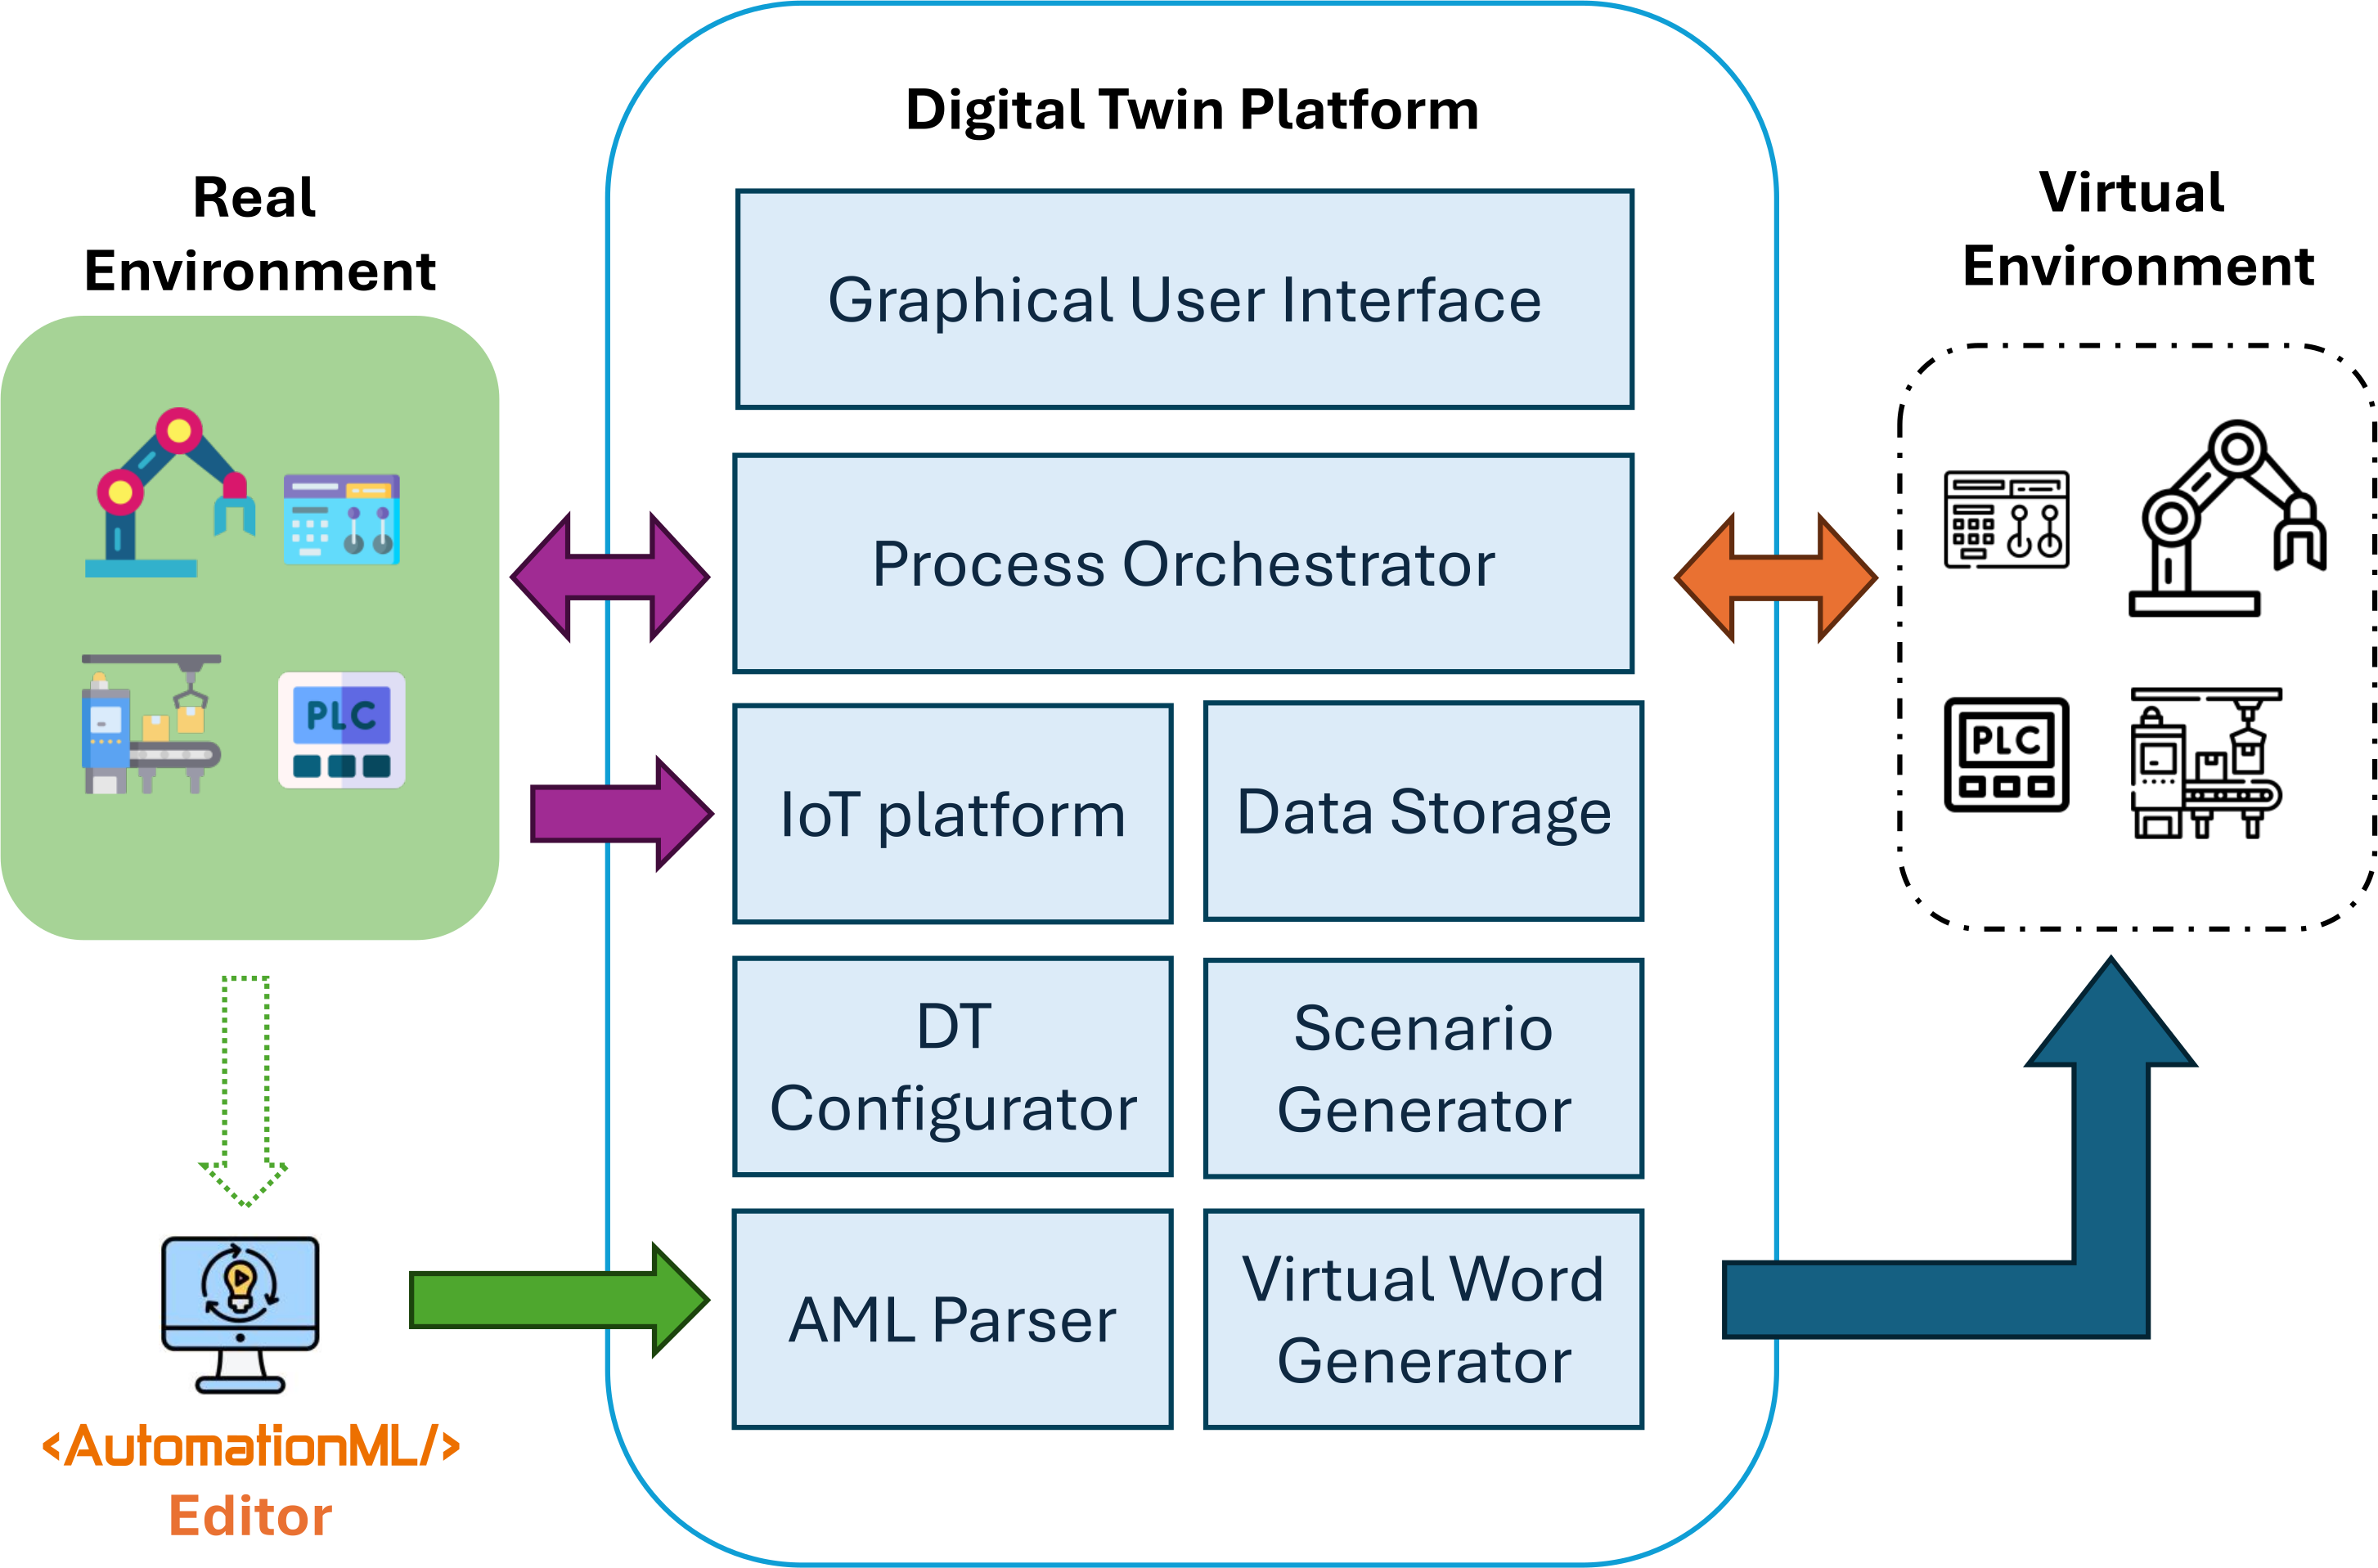 Digital Twin Platform
Real
Environment
Virtual
Environment
Graphical User Interface
Process Orchestrator
PLC
IoT platform
Data Storage
PLC
DT
Configurator
Scenario
Generator
AML Parser
Virtual Word
Generator
<AutomationML/>
Editor